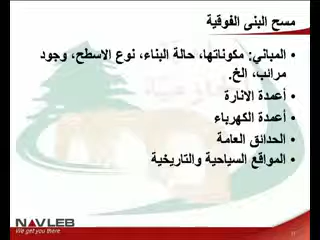 مسح البنى الفوقية
• المباني: مكوناتها، حالة البناء، نوع الاسطح، وجود
مرائب، الخ.
• أعمدة الانارة
• أعمدة الكهرباء
• الحدائق العامة
• المواقع السياحية والتاريخية
NAVLEB
We get you there